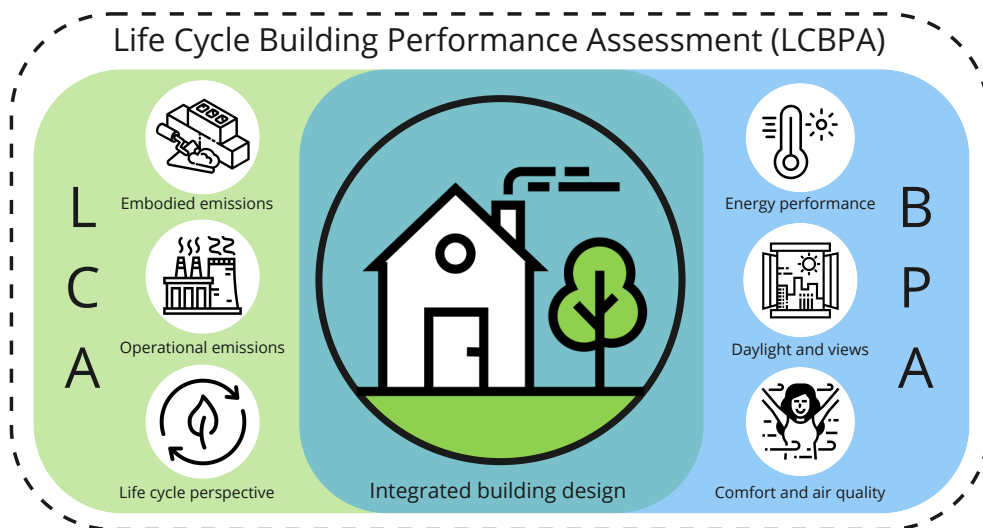 Life Cycle Building Performance Assessment (LCBPA)
L
C
A
Embodied emissions
Operational emissions
Life cycle perspective
Integrated building design
Energy performance
Daylight and views
Comfort and air quality
B
P
A